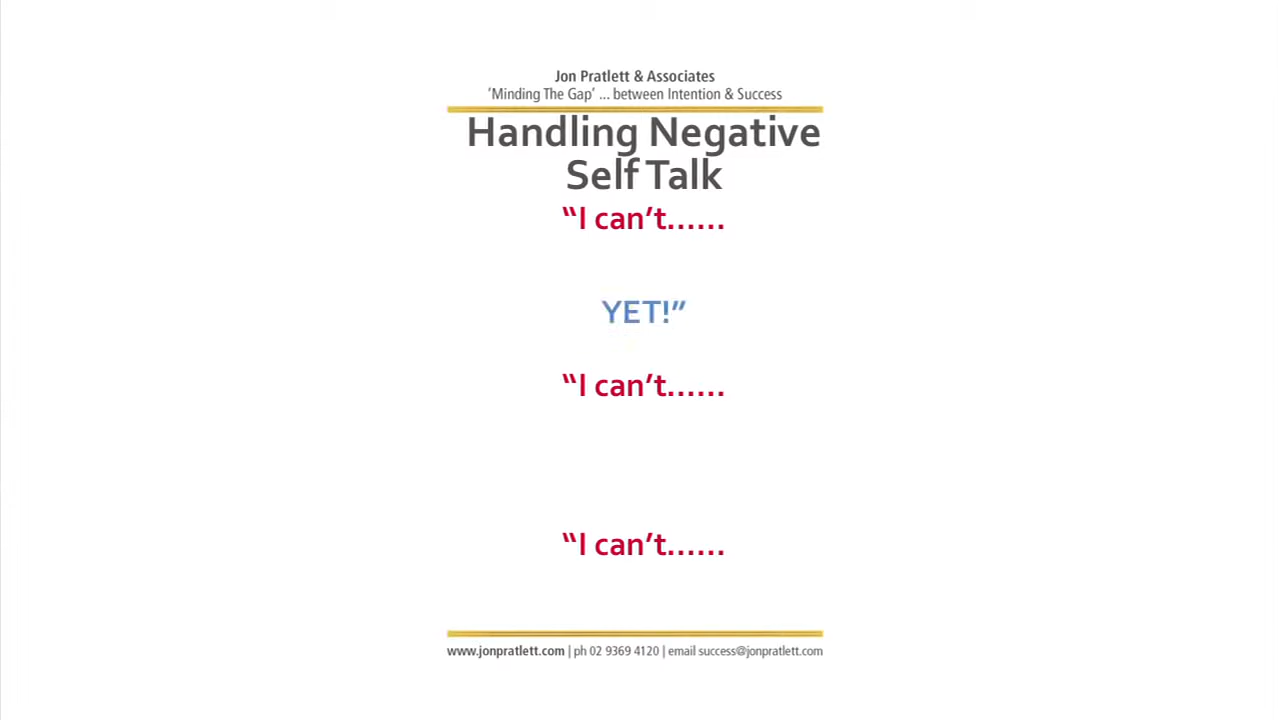 Jon Pratlett & Associates
‘Minding The Gap’ ... between Intention & Success
Handling Negative
Self Talk
“I can’t......
YET!”
“I can’t......
“I can’t......
www.jonpratlett.com | ph 02 9369 4120 | email success@jonpratlett.com